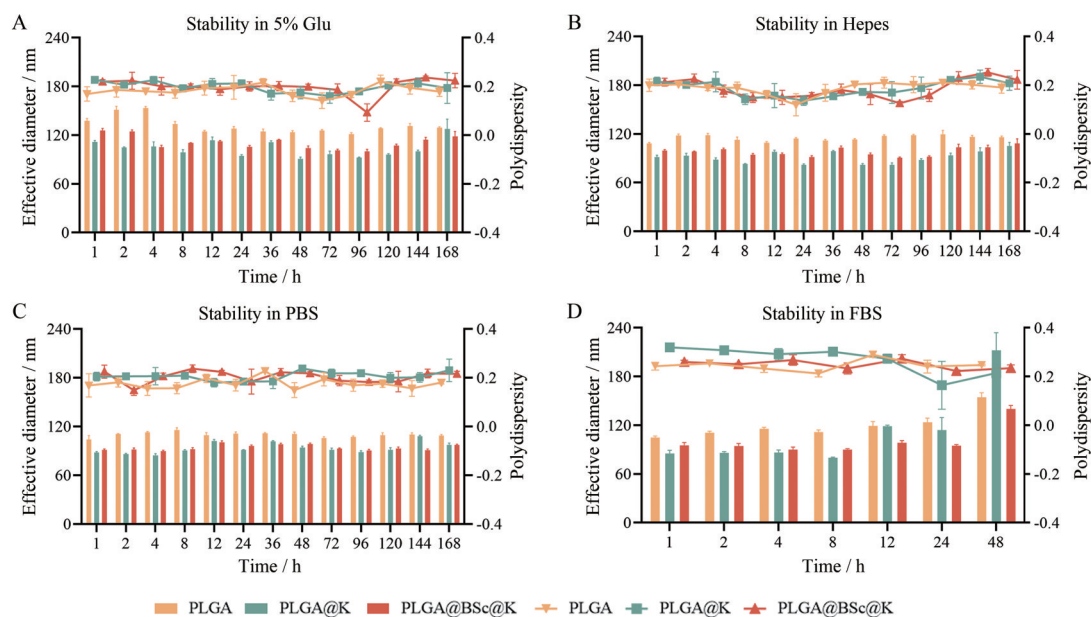 A
Stability in 5% Glu
Effective diameter / nm
240
180
120
60
0
0.4
0.2
0.0
-0.2
-0.4
Polydispersity
1 2 4 8 12 24 36 48 72 96 120 144 168
Time / h
B
Stability in Hepes
Effective diameter / nm
240
180
120
60
0
0.4
0.2
0.0
-0.2
-0.4
Polydispersity
1 2 4 8 12 24 36 48 72 96 120 144 168
Time / h
C
Stability in PBS
Effective diameter / nm
240
180
120
60
0
0.4
0.2
0.0
-0.2
-0.4
Polydispersity
1 2 4 8 12 24 36 48 72 96 120 144 168
Time / h
D
Stability in FBS
Effective diameter / nm
240
180
120
60
0
0.4
0.2
0.0
-0.2
-0.4
Polydispersity
1 2 4 8 12 24 48
Time / h
PLGA PLGA@K PLGA@BSc@K PLGA PLGA@K PLGA@BSc@K